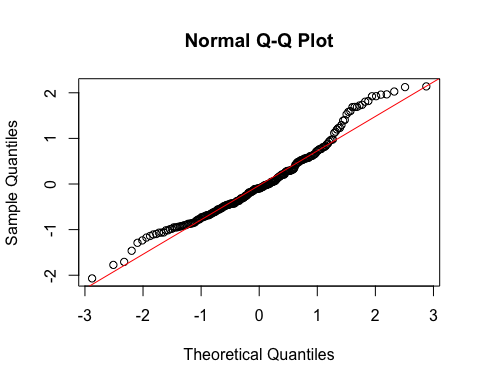 Normal Q-Q Plot
Sample Quantiles
2
1
0
-1
-2
-3 -2 -1 0 1 2 3
Theoretical Quantiles